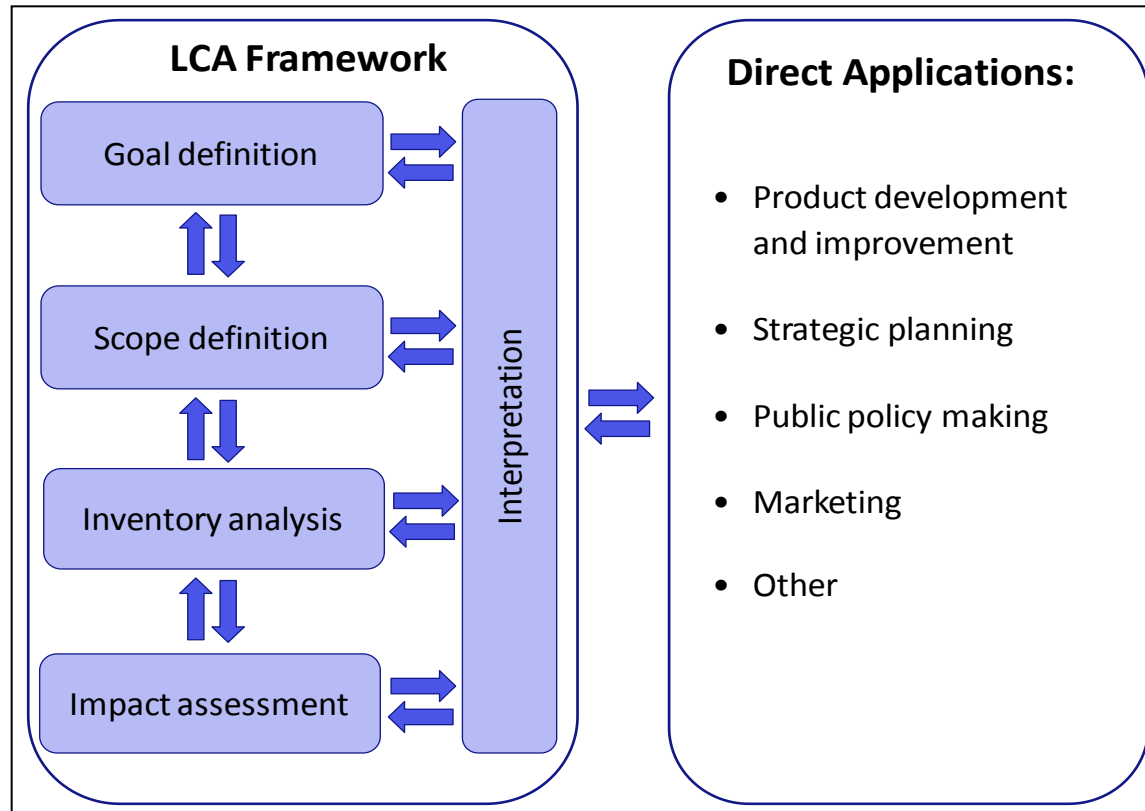 LCA Framework
Goal definition
Scope definition
Inventory analysis
Impact assessment
Interpretation
Direct Applications:
• Product development
and improvement
• Strategic planning
• Public policy making
• Marketing
• Other